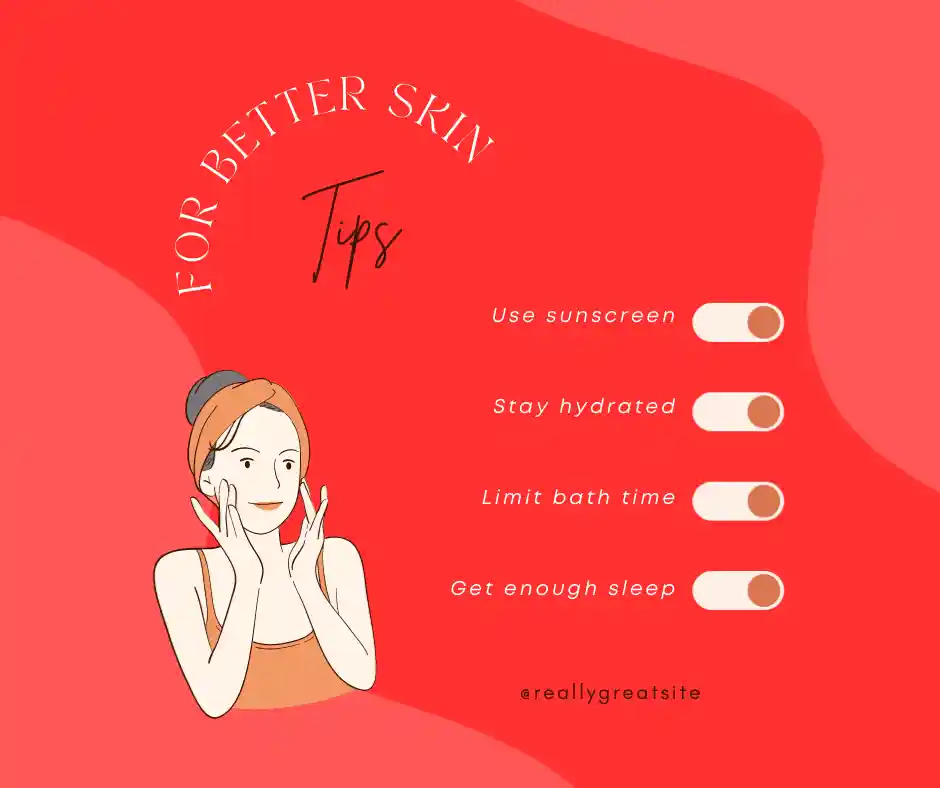 FOR BETTER SKIN
Tips
Use sunscreen
Stay hydrated
Limit bath time
Get enough sleep
@reallygreatsite